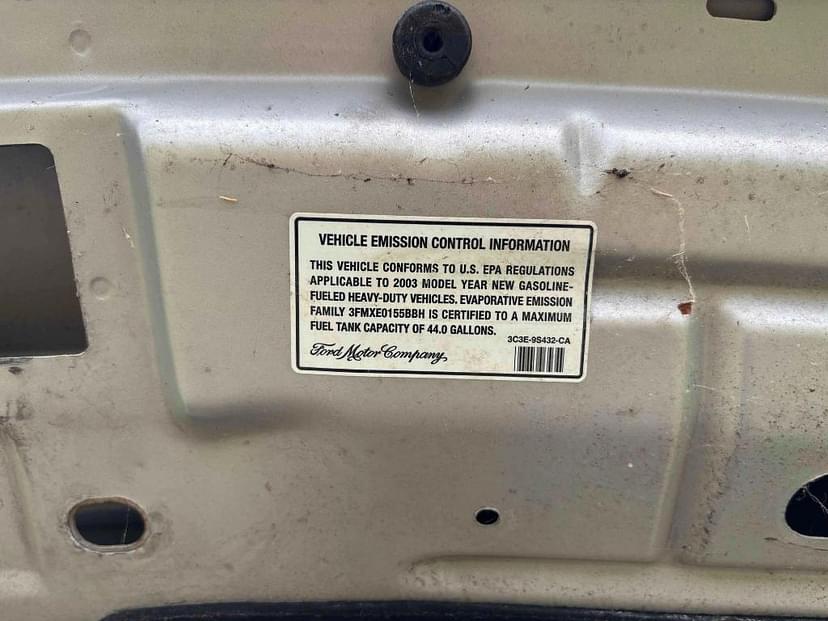 VEHICLE EMISSION CONTROL INFORMATION
THIS VEHICLE CONFORMS TO U.S. EPA REGULATIONS
APPLICABLE TO 2003 MODEL YEAR NEW GASOLINE-
FUELED HEAVY-DUTY VEHICLES. EVAPORATIVE EMISSION
FAMILY 3FMXE0155BBH IS CERTIFIED TO A MAXIMUM
FUEL TANK CAPACITY OF 44.0 GALLONS.
3C3E-9S432-CA
Ford Motor Company,